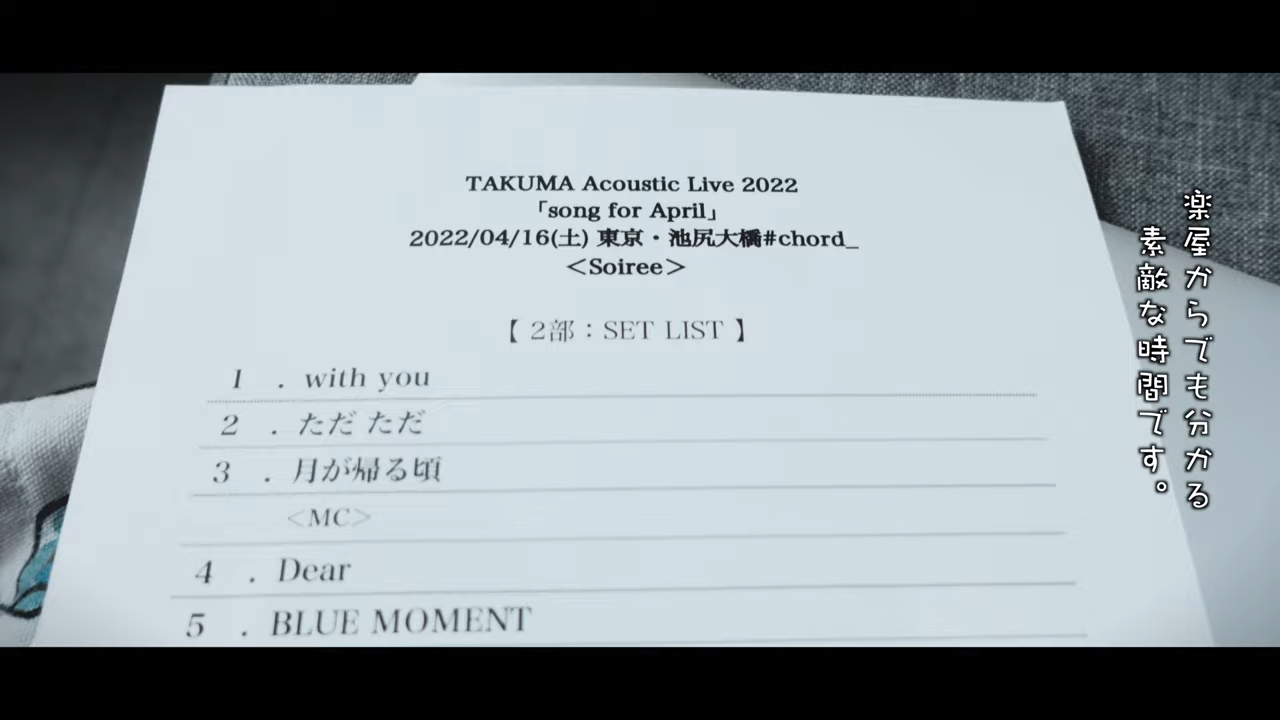 TAKUMA Acoustic Live 2022
「song for April」
2022/04/16(土) 東京・池尻大橋#chord_
＜Soiree＞
【 2部：SET LIST 】
1 . with you
2 . ただ ただ
3 . 月が帰る頃
<MC>
4 . Dear
5 . BLUE MOMENT
楽屋からでも分かる
素敵な時間です。